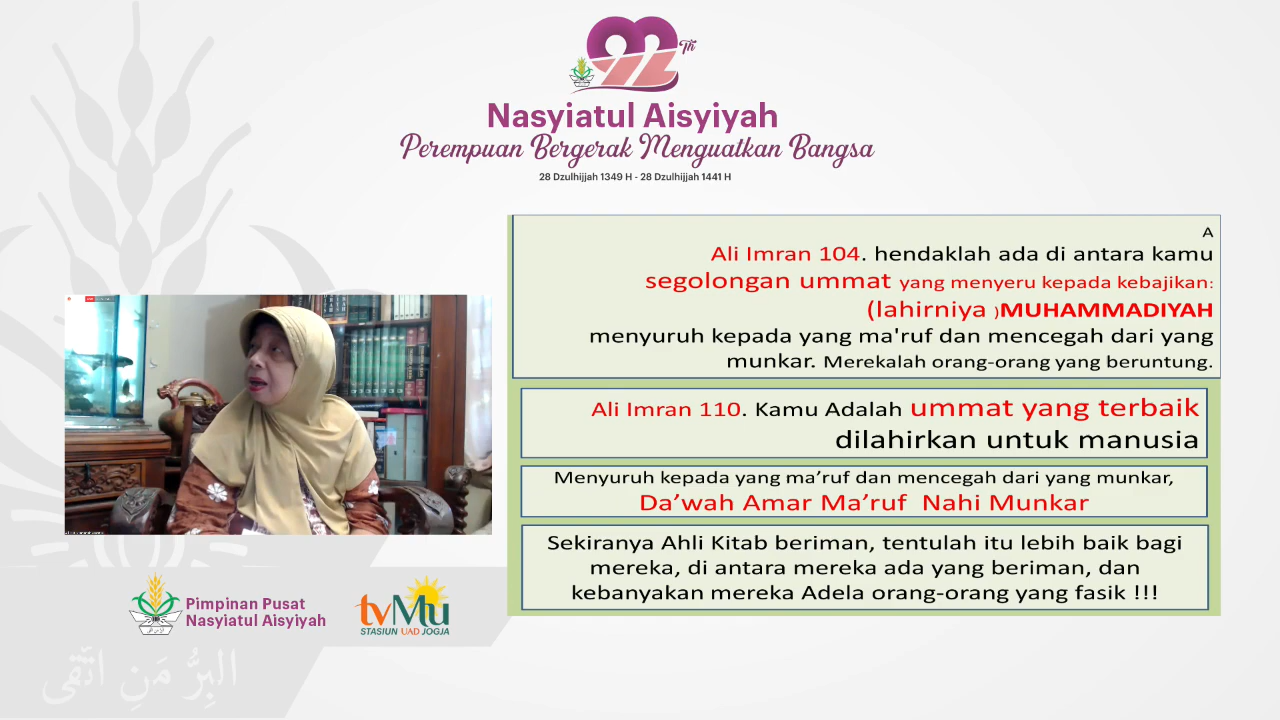 92 Th
Nasyiatul Aisyiyah
Perempuan Bergerak Menguatkan Bangsa
28 Dzulhijjah 1349 H - 28 Dzulhijjah 1441 H
A
Ali Imran 104. hendaklah ada di antara kamu
segolongan ummat yang menyeru kepada kebajikan:
(lahirniya )MUHAMMADIYAH
menyuruh kepada yang ma'ruf dan mencegah dari yang
munkar. Merekalah orang-orang yang beruntung.
Ali Imran 110. Kamu Adalah ummat yang terbaik
dilahirkan untuk manusia
Menyuruh kepada yang ma’ruf dan mencegah dari yang munkar,
Da’wah Amar Ma’ruf Nahi Munkar
Sekiranya Ahli Kitab beriman, tentulah itu lebih baik bagi
mereka, di antara mereka ada yang beriman, dan
kebanyakan mereka Adela orang-orang yang fasik !!!
Pimpinan Pusat
Nasyiatul Aisyiyah
tvMu
STASIUN UAD JOGJA
البِرُّ مَنِ اتَّقى